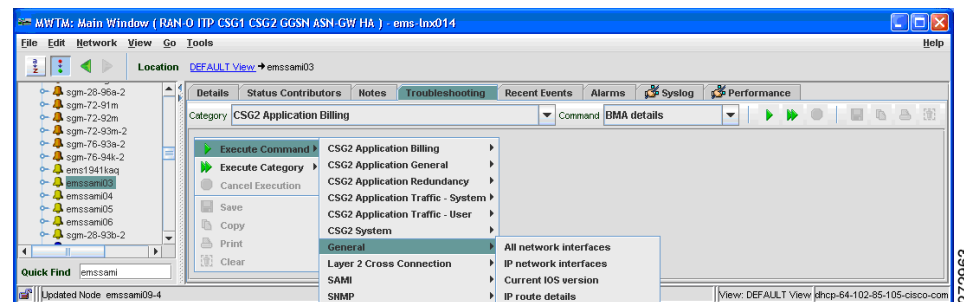 MWTM: Main Window ( RAN-O ITP CSG1 CSG2 GGSN ASN-GW HA ) - ems-lnx014
File Edit Network View Go Tools Help
Location DEFAULT View → emssami03
sgm-28-96a-2
sgm-72-91m
sgm-72-92m
sgm-72-93m-2
sgm-76-93a-2
sgm-76-94k-2
ems1941kaq
emssami03
emssami04
emssami05
emssami06
sgm-28-93b-2
Quick Find emssami
Details Status Contributors Notes Troubleshooting Recent Events Alarms Syslog Performance
Category CSG2 Application Billing Command BMA details
Execute Command
Execute Category
Cancel Execution
Save
Copy
Print
Clear
CSG2 Application Billing
CSG2 Application General
CSG2 Application Redundancy
CSG2 Application Traffic - System
CSG2 Application Traffic - User
CSG2 System
General
Layer 2 Cross Connection
SAMI
SNMP
All network interfaces
IP network interfaces
Current IOS version
IP route details
Updated Node emssami09-4 View: DEFAULT View dhcp-64-102-85-105-cisco-com